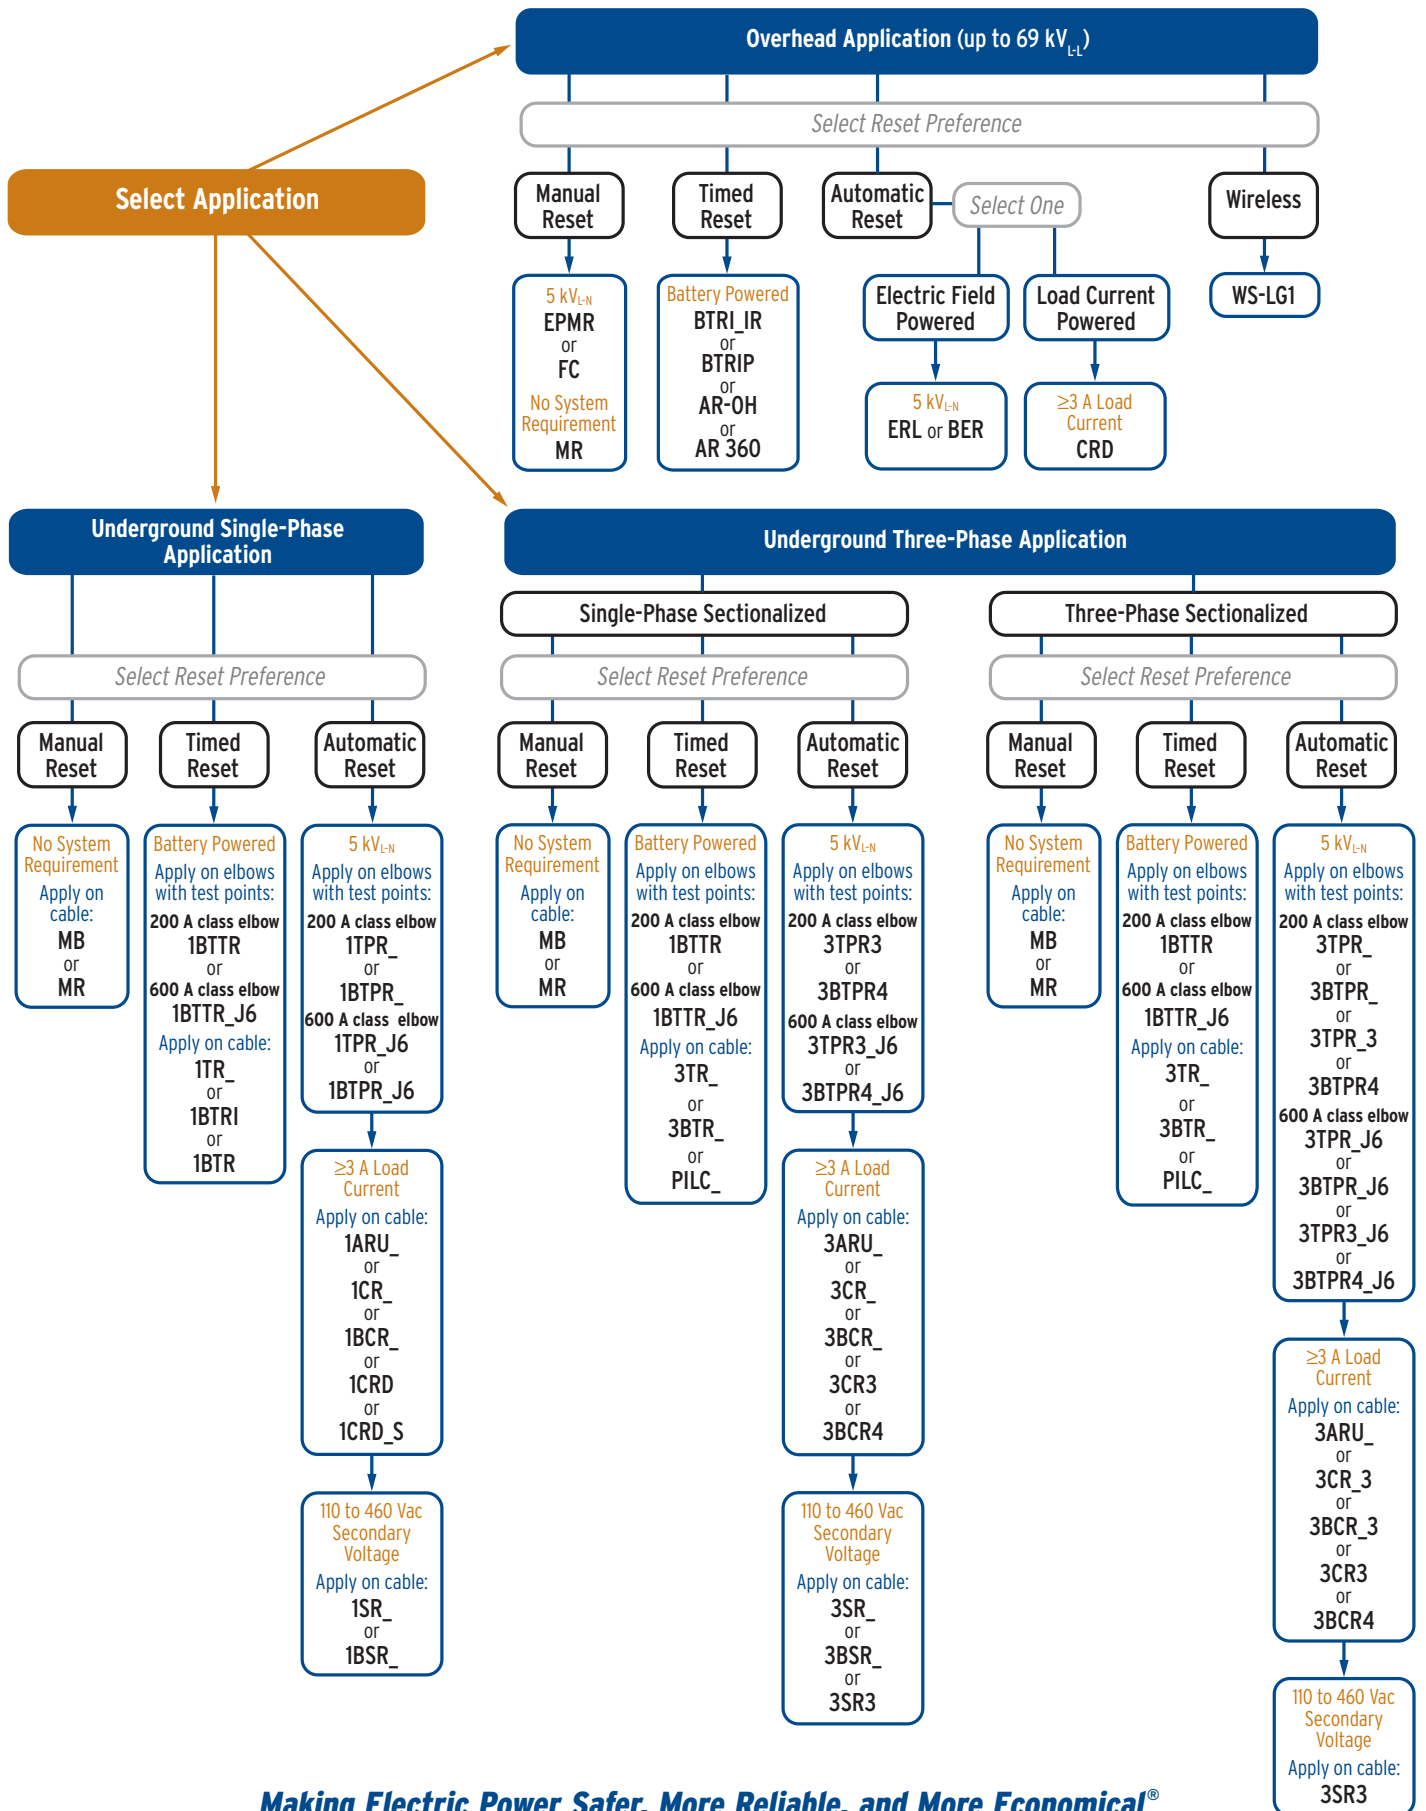 Overhead Application (up to 69 kVL-L)
Select Reset Preference
Select Application
Manual
Reset
Timed
Reset
Automatic
Reset
Select One
Wireless
5 kVL-N
EPMR
or
FC
No System
Requirement
MR
Battery Powered
BTRI_IR
or
BTRIP
or
AR-OH
or
AR 360
Electric Field
Powered
Load Current
Powered
WS-LG1
5 kVL-N
ERL or BER
≥3 A Load
Current
CRD
Underground Single-Phase
Application
Select Reset Preference
Manual
Reset
Timed
Reset
Automatic
Reset
No System
Requirement
Apply on
cable:
MB
or
MR
Battery Powered
Apply on elbows
with test points:
200 A class elbow
1BTTR
or
600 A class elbow
1BTTR_J6
Apply on cable:
1TR_
or
1BTRI
or
1BTR
5 kVL-N
Apply on elbows
with test points:
200 A class elbow
1TPR_
or
1BTPR_
600 A class elbow
1TPR_J6
or
1BTPR_J6
≥3 A Load
Current
Apply on cable:
1ARU_
or
1CR_
or
1BCR_
or
1CRD
or
1CRD_S
110 to 460 Vac
Secondary
Voltage
Apply on cable:
1SR_
or
1BSR_
Underground Three-Phase Application
Single-Phase Sectionalized
Select Reset Preference
Manual
Reset
Timed
Reset
Automatic
Reset
No System
Requirement
Apply on
cable:
MB
or
MR
Battery Powered
Apply on elbows
with test points:
200 A class elbow
1BTTR
or
600 A class elbow
1BTTR_J6
Apply on cable:
3TR_
or
3BTR_
or
PILC_
5 kVL-N
Apply on elbows
with test points:
200 A class elbow
3TPR3
or
3BTPR4
600 A class elbow
3TPR3_J6
or
3BTPR4_J6
≥3 A Load
Current
Apply on cable:
3ARU_
or
3CR_
or
3BCR_
or
3CR3
or
3BCR4
110 to 460 Vac
Secondary
Voltage
Apply on cable:
3SR_
or
3BSR_
or
3SR3
Three-Phase Sectionalized
Select Reset Preference
Manual
Reset
Timed
Reset
Automatic
Reset
No System
Requirement
Apply on
cable:
MB
or
MR
Battery Powered
Apply on elbows
with test points:
200 A class elbow
1BTTR
or
600 A class elbow
1BTTR_J6
Apply on cable:
3TR_
or
3BTR_
or
PILC_
5 kVL-N
Apply on elbows
with test points:
200 A class elbow
3TPR_
or
3BTPR_
or
3TPR_3
or
3BTPR4
600 A class elbow
3TPR_J6
or
3BTPR_J6
or
3TPR3_J6
or
3BTPR4_J6
≥3 A Load
Current
Apply on cable:
3ARU_
or
3CR_3
or
3BCR_3
or
3CR3
or
3BCR4
110 to 460 Vac
Secondary
Voltage
Apply on cable:
3SR3
Making Electric Power Safer, More Reliable, and More Economical®